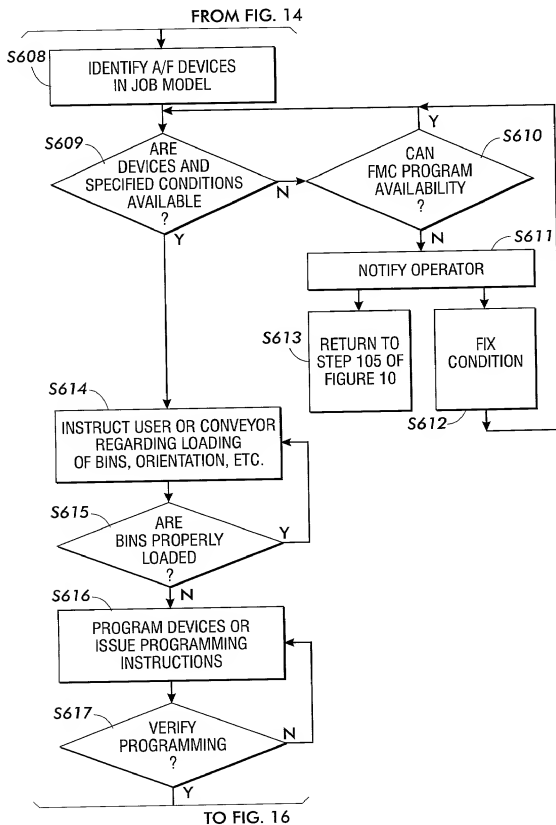 FROM FIG. 14
S608
IDENTIFY A/F DEVICES
IN JOB MODEL
S609
ARE
DEVICES AND
SPECIFIED CONDITIONS
AVAILABLE
?
N
Y
S610
Y
CAN
FMC PROGRAM
AVAILABILITY
?
N
S611
NOTIFY OPERATOR
S613
RETURN TO
STEP 105 OF
FIGURE 10
FIX
CONDITION
S612
S614
INSTRUCT USER OR CONVEYOR
REGARDING LOADING
OF BINS, ORIENTATION, ETC.
S615
ARE
BINS PROPERLY
LOADED
?
Y
N
S616
PROGRAM DEVICES OR
ISSUE PROGRAMMING
INSTRUCTIONS
S617
VERIFY
PROGRAMMING
?
N
Y
TO FIG. 16